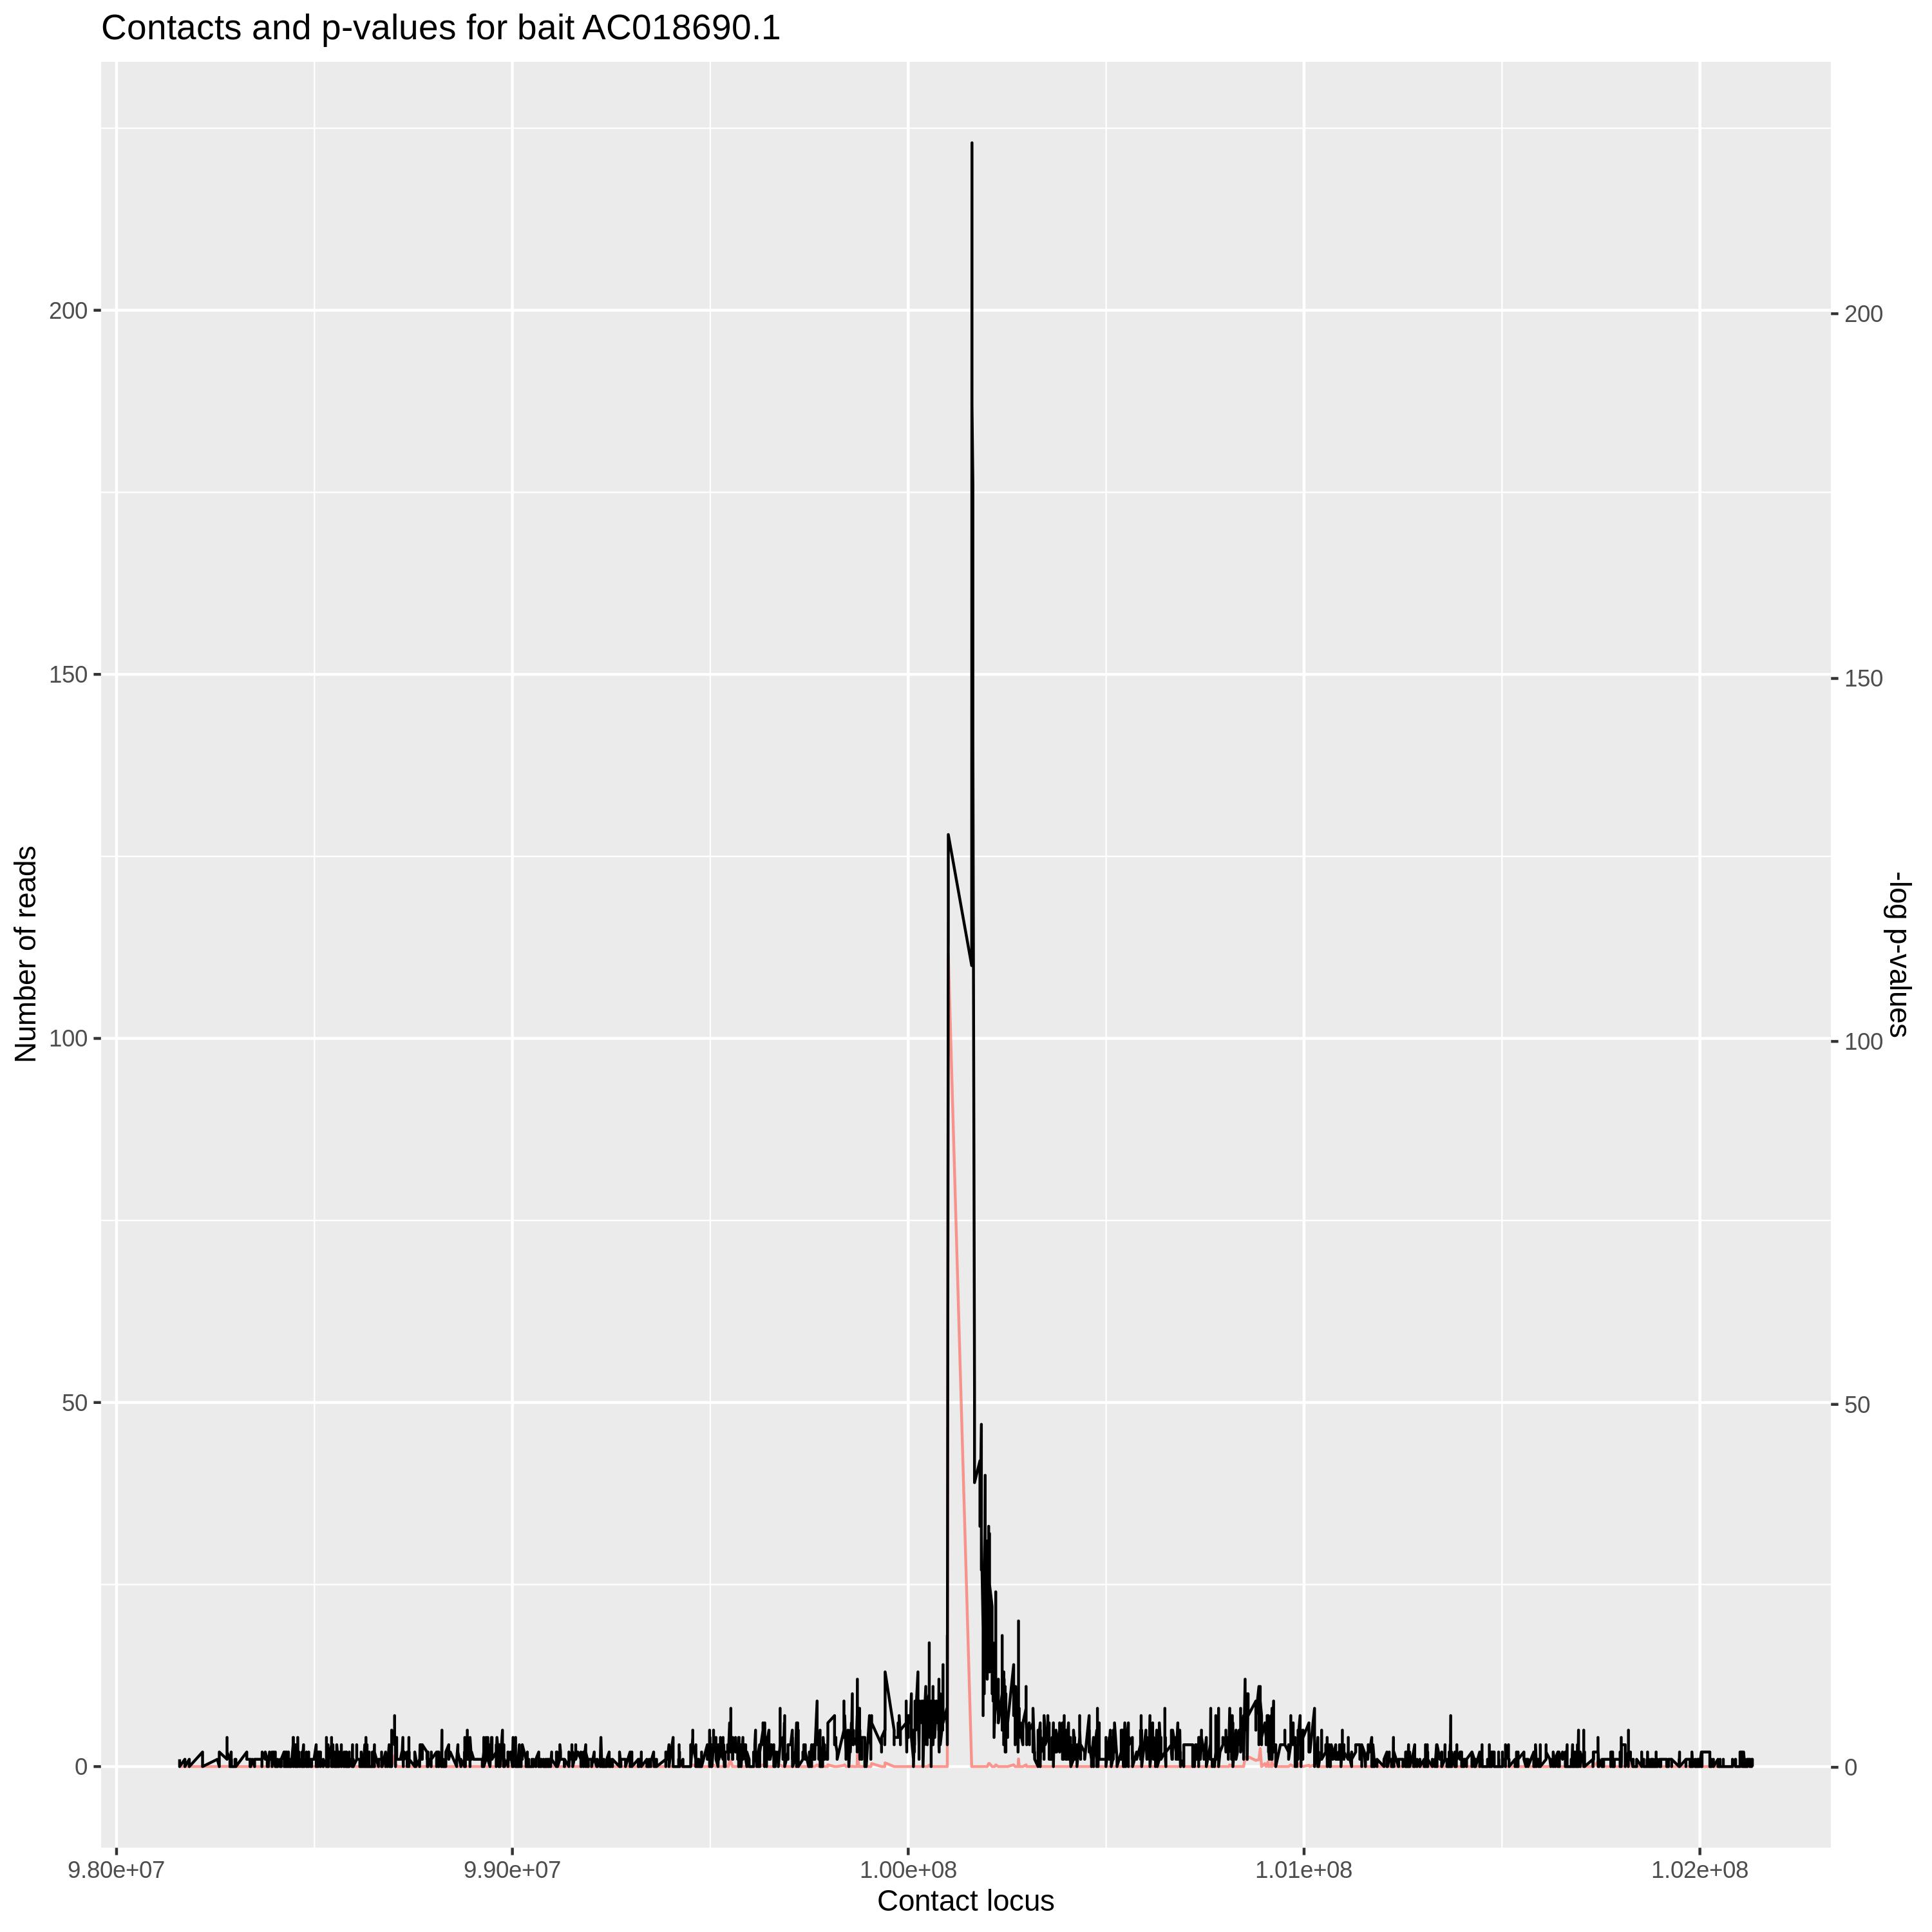 Contacts and p-values for bait AC018690.1
Number of reads
200
150
100
50
0
200
150
100
50
0
-log p-values
9.80e+07 9.90e+07 1.00e+08 1.01e+08 1.02e+08
Contact locus